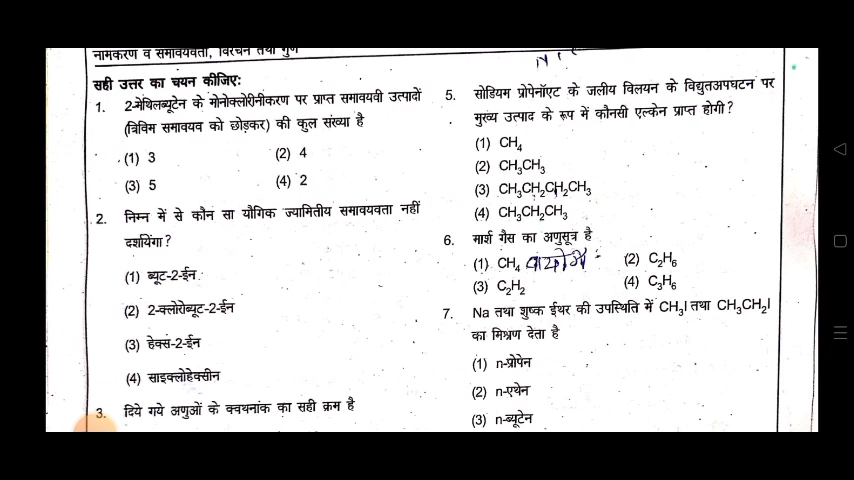 नामकरण व समावयवता, विरचन तथा गुण
सही उत्तर का चयन कीजिए:
1. 2-मेथिलब्यूटेन के मोनोक्लोरीनीकरण पर प्राप्त समावयवी उत्पादों
(त्रिविम समावयव को छोड़कर) की कुल संख्या है
(1) 3 (2) 4
(3) 5 (4) 2
2. निम्न में से कौन सा यौगिक ज्यामितीय समावयवता नहीं
दर्शायेगा?
(1) ब्यूट-2-ईन
(2) 2-क्लोरोब्यूट-2-ईन
(3) हेक्स-2-ईन
(4) साइक्लोहेक्सीन
3. दिये गये अणुओं के क्वथनांक का सही क्रम है
5. सोडियम प्रोपेनॉएट के जलीय विलयन के विद्युतअपघटन पर
मुख्य उत्पाद के रूप में कौनसी एल्केन प्राप्त होगी?
(1) CH₄
(2) CH₃CH₃
(3) CH₃CH₂CH₂CH₃
(4) CH₃CH₂CH₃
6. मार्श गैस का अणुसूत्र है
(1) CH₄ (2) C₂H₆
(3) C₂H₂ (4) C₃H₆
7. Na तथा शुष्क ईथर की उपस्थिति में CH₃I तथा CH₃CH₂I
का मिश्रण देता है
(1) n-प्रोपेन
(2) n-एथेन
(3) n-ब्यूटेन